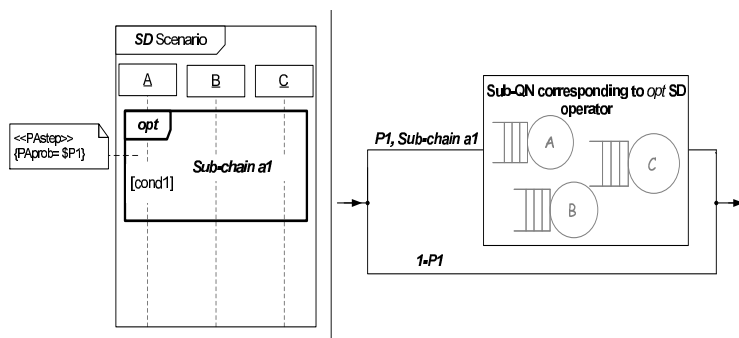 SD Scenario
A
B
C
opt
<<PAstep>>
{PAprob= $P1}
Sub-chain a1
[cond1]
Sub-QN corresponding to opt SD
operator
P1, Sub-chain a1
A
C
B
1-P1